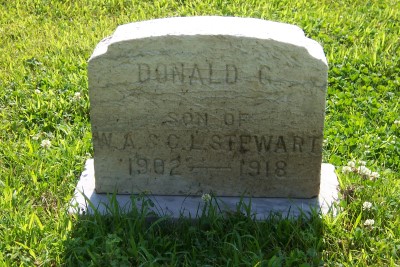 DONALD G.
SON OF
W.A. & C.L. STEWART
1902 — 1918